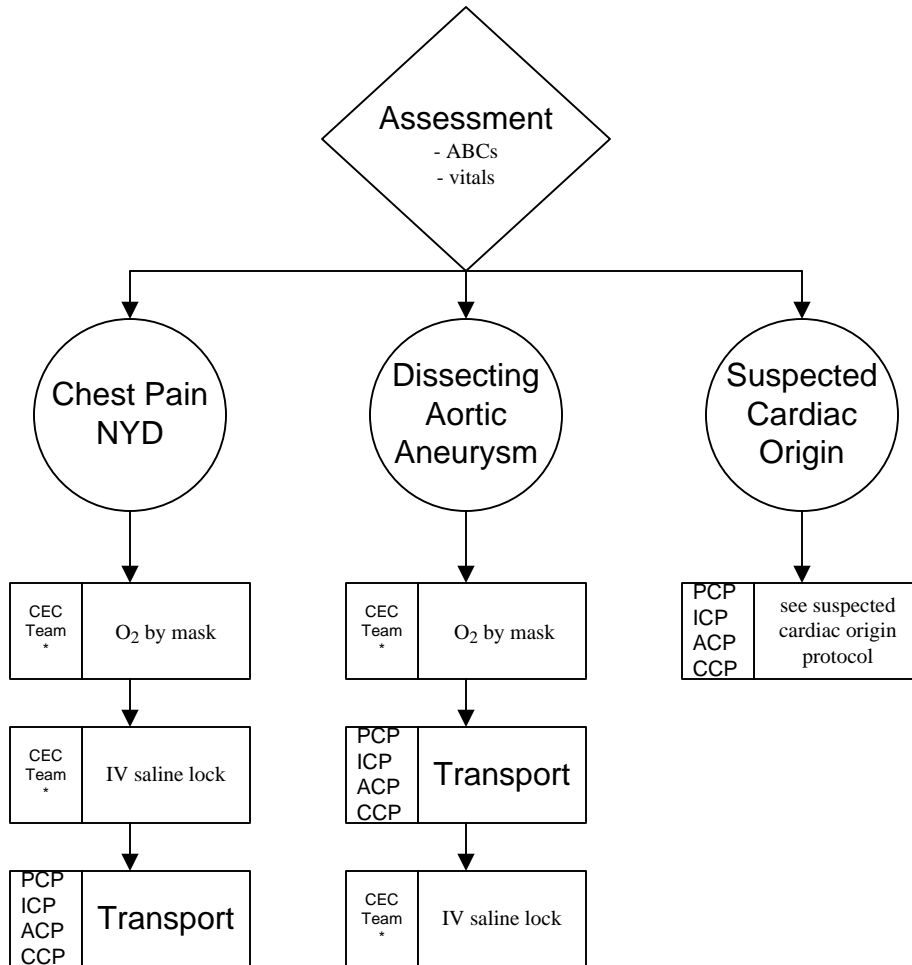 Assessment
- ABCs
- vitals
Chest Pain
NYD
Dissecting
Aortic
Aneurysm
Suspected
Cardiac
Origin
CEC
Team
*
O2 by mask
CEC
Team
*
O2 by mask
PCP
ICP
ACP
CCP
see suspected
cardiac origin
protocol
CEC
Team
*
IV saline lock
PCP
ICP
ACP
CCP
Transport
PCP
ICP
ACP
CCP
Transport
CEC
Team
*
IV saline lock